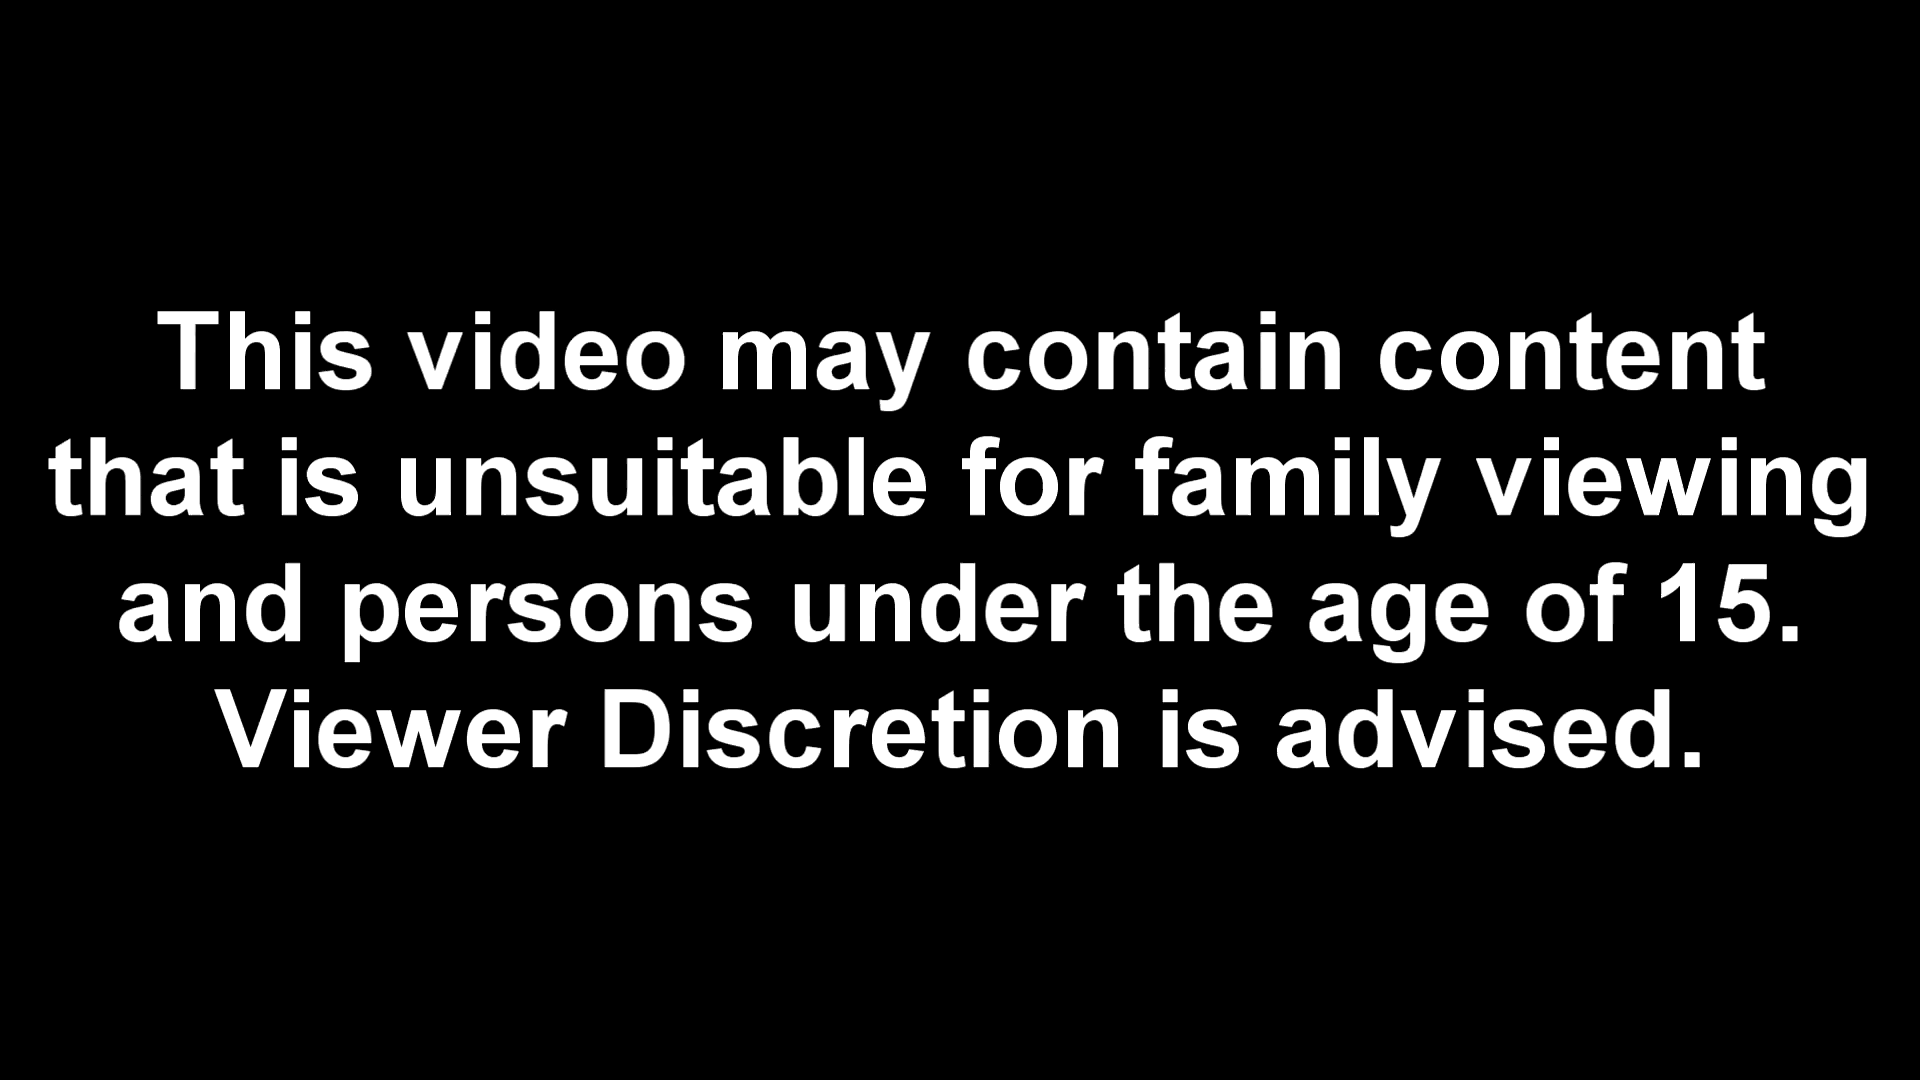 This video may contain content
that is unsuitable for family viewing
and persons under the age of 15.
Viewer Discretion is advised.